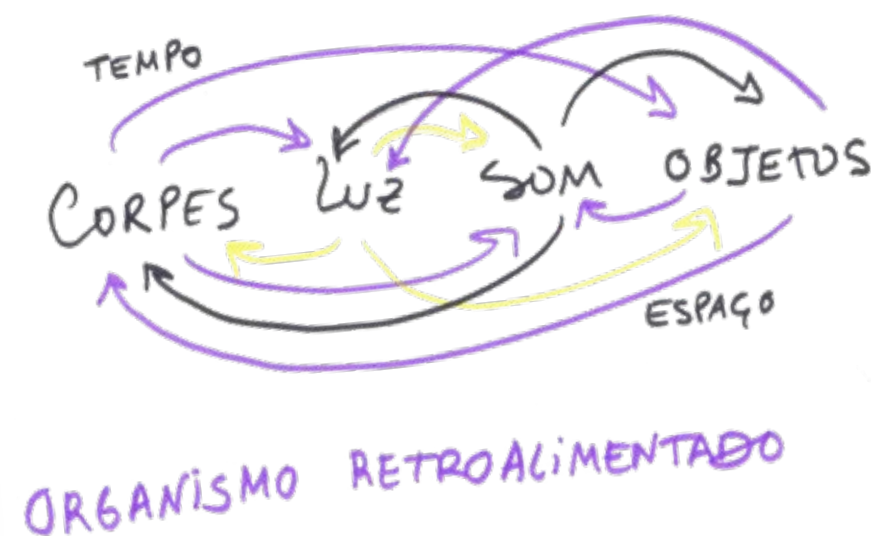 TEMPO
CORPES LUZ SOM OBJETOS
ESPAÇO
ORGANISMO RETROALIMENTADO